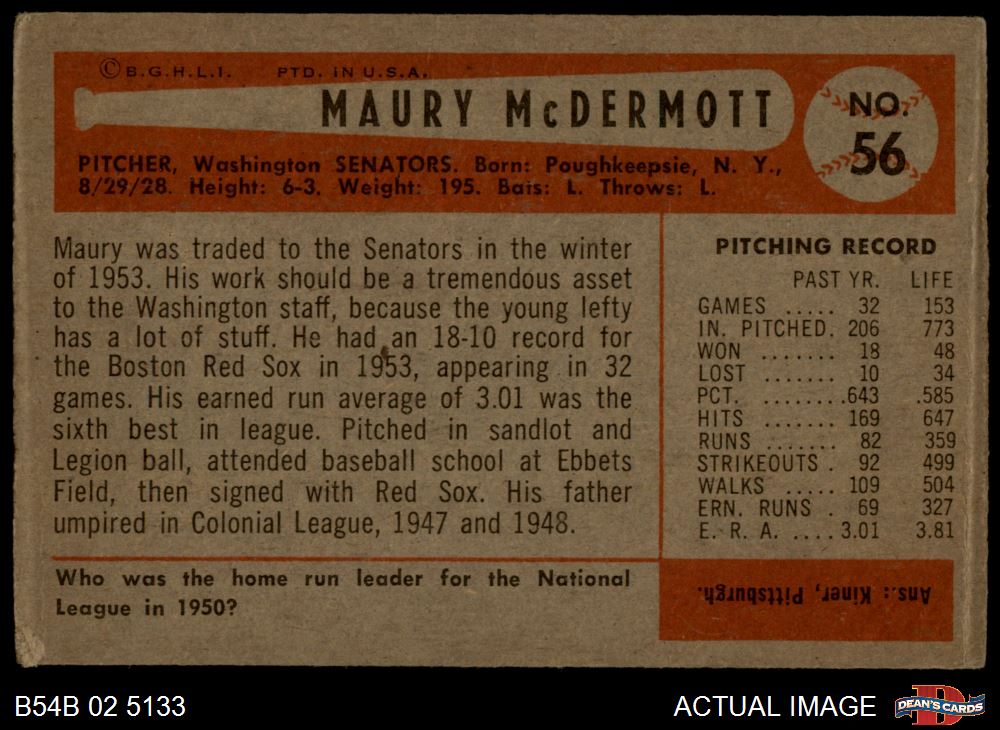 ©B.G.H.L.I. PTD. IN U.S.A.
MAURY McDERMOTT
NO.
56
PITCHER, Washington SENATORS. Born: Poughkeepsie, N. Y.,
8/29/28. Height: 6-3. Weight: 195. Bats: L. Throws: L.
Maury was traded to the Senators in the winter
of 1953. His work should be a tremendous asset
to the Washington staff, because the young lefty
has a lot of stuff. He had an 18-10 record for
the Boston Red Sox in 1953, appearing in 32
games. His earned run average of 3.01 was the
sixth best in league. Pitched in sandlot and
Legion ball, attended baseball school at Ebbets
Field, then signed with Red Sox. His father
umpired in Colonial League, 1947 and 1948.
PITCHING RECORD
PAST YR. LIFE
GAMES ..... 32 153
IN. PITCHED. 206 773
WON ....... 18 48
LOST ....... 10 34
PCT. ........ .643 .585
HITS ....... 169 647
RUNS ....... 82 359
STRIKEOUTS . 92 499
WALKS ..... 109 504
ERN. RUNS . 69 327
E. R. A. .... 3.01 3.81
Who was the home run leader for the National
League in 1950?
Ans.: Kiner, Pittsburgh.
B54B 02 5133
ACTUAL IMAGE
D
DEAN'S CARDS